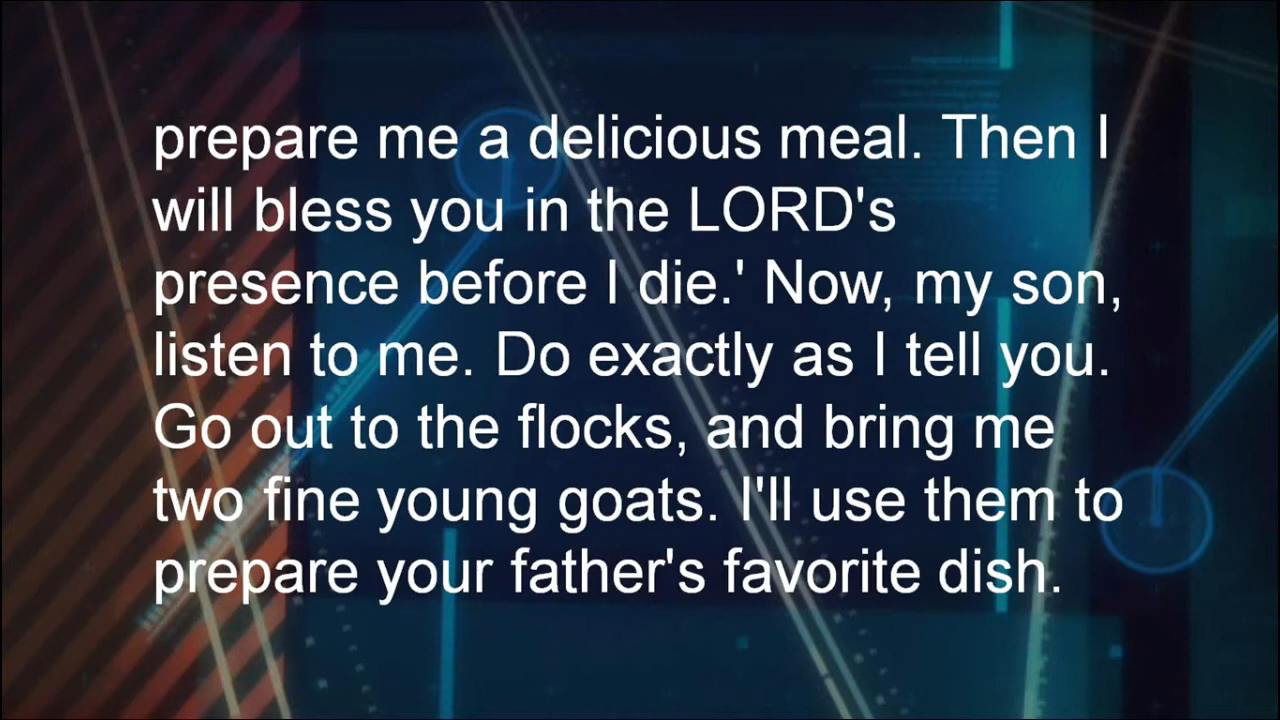 prepare me a delicious meal. Then I
will bless you in the LORD's
presence before I die.' Now, my son,
listen to me. Do exactly as I tell you.
Go out to the flocks, and bring me
two fine young goats. I'll use them to
prepare your father's favorite dish.